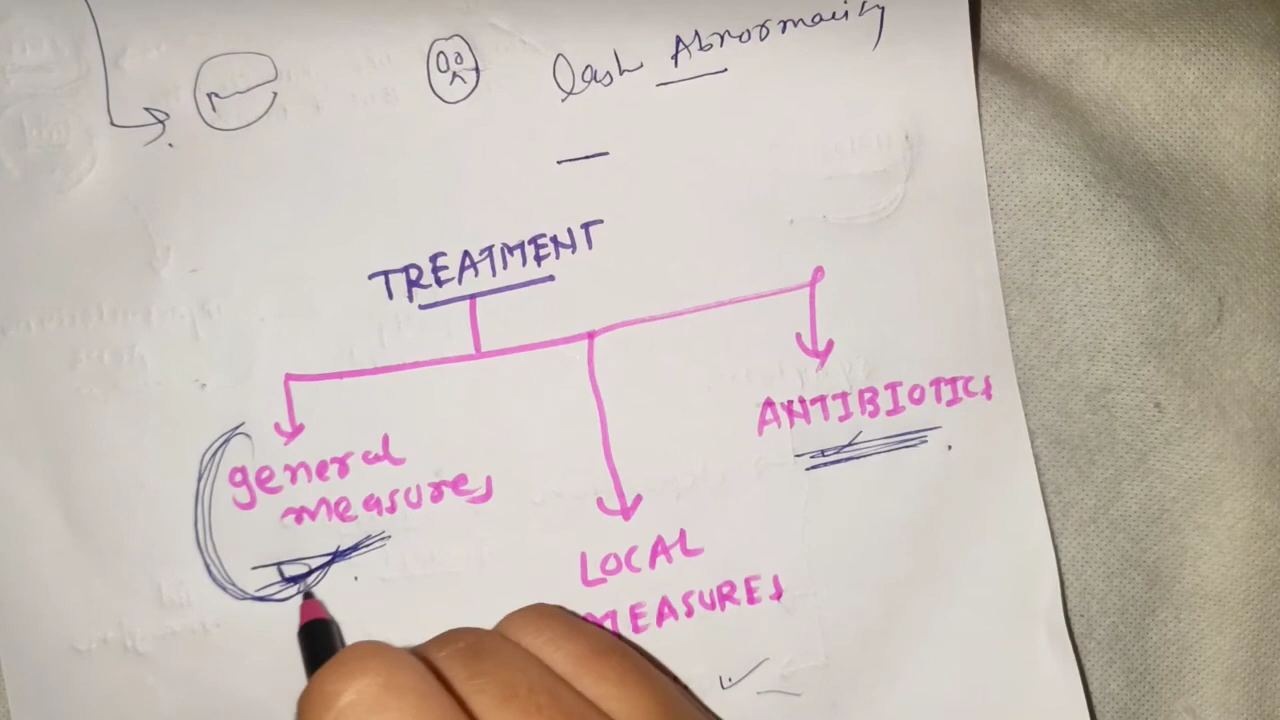 lash Abnormality
TREATMENT
general
measures
ANTIBIOTICS
LOCAL
MEASURES